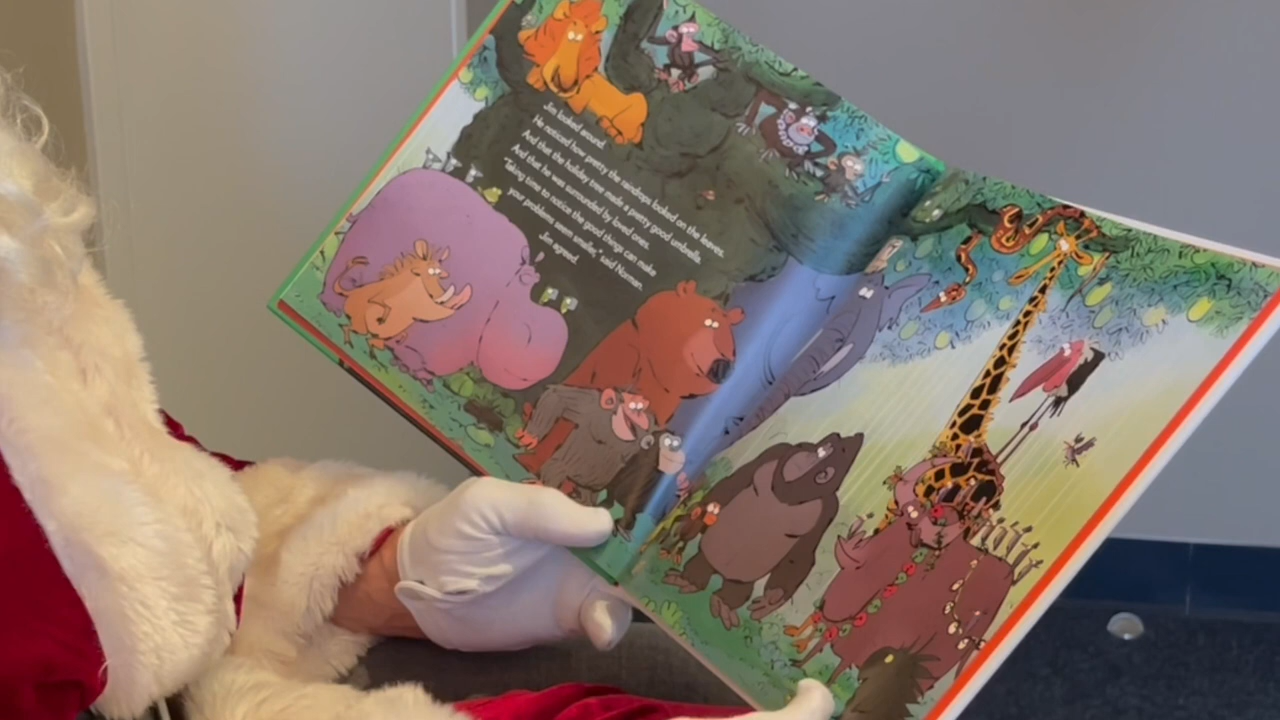 Jim looked around.
He noticed how pretty the raindrops looked on the leaves.
And that the holiday tree made a pretty good umbrella.
And that he was surrounded by loved ones.
"Taking time to notice the good things can make
your problems seem smaller," said Norman.
Jim agreed.